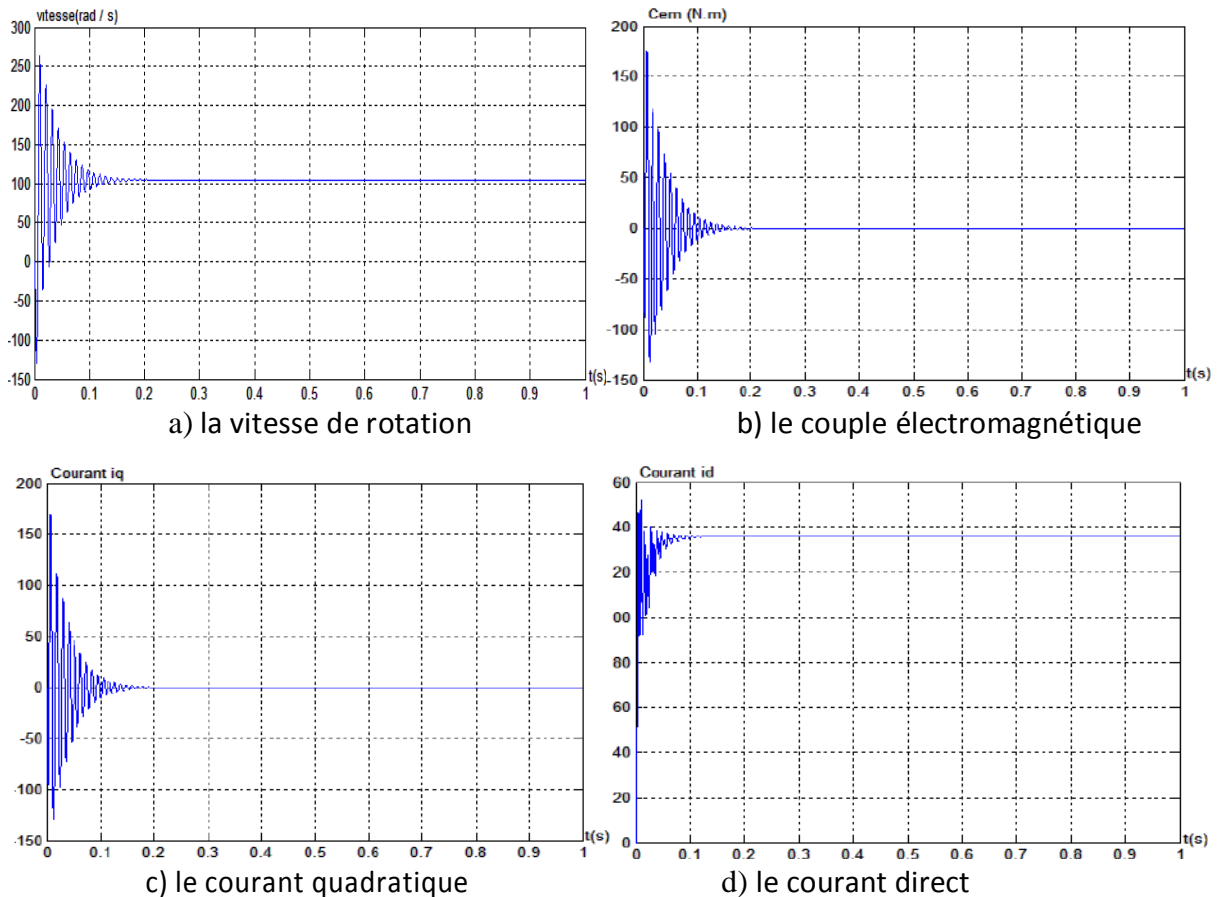 vitesse(rad / s)
300
250
200
150
100
50
0
-50
-100
-150
0 0.1 0.2 0.3 0.4 0.5 0.6 0.7 0.8 0.9 1
t(s)
a) la vitesse de rotation
Cem (N.m)
200
150
100
50
0
-50
-100
-150
0 0.1 0.2 0.3 0.4 0.5 0.6 0.7 0.8 0.9 1
t(s)
b) le couple électromagnétique
Courant iq
200
150
100
50
0
-50
-100
-150
0 0.1 0.2 0.3 0.4 0.5 0.6 0.7 0.8 0.9 1
t(s)
c) le courant quadratique
Courant id
60
40
20
00
80
60
40
20
0
0 0.1 0.2 0.3 0.4 0.5 0.6 0.7 0.8 0.9 1
t(s)
d) le courant direct